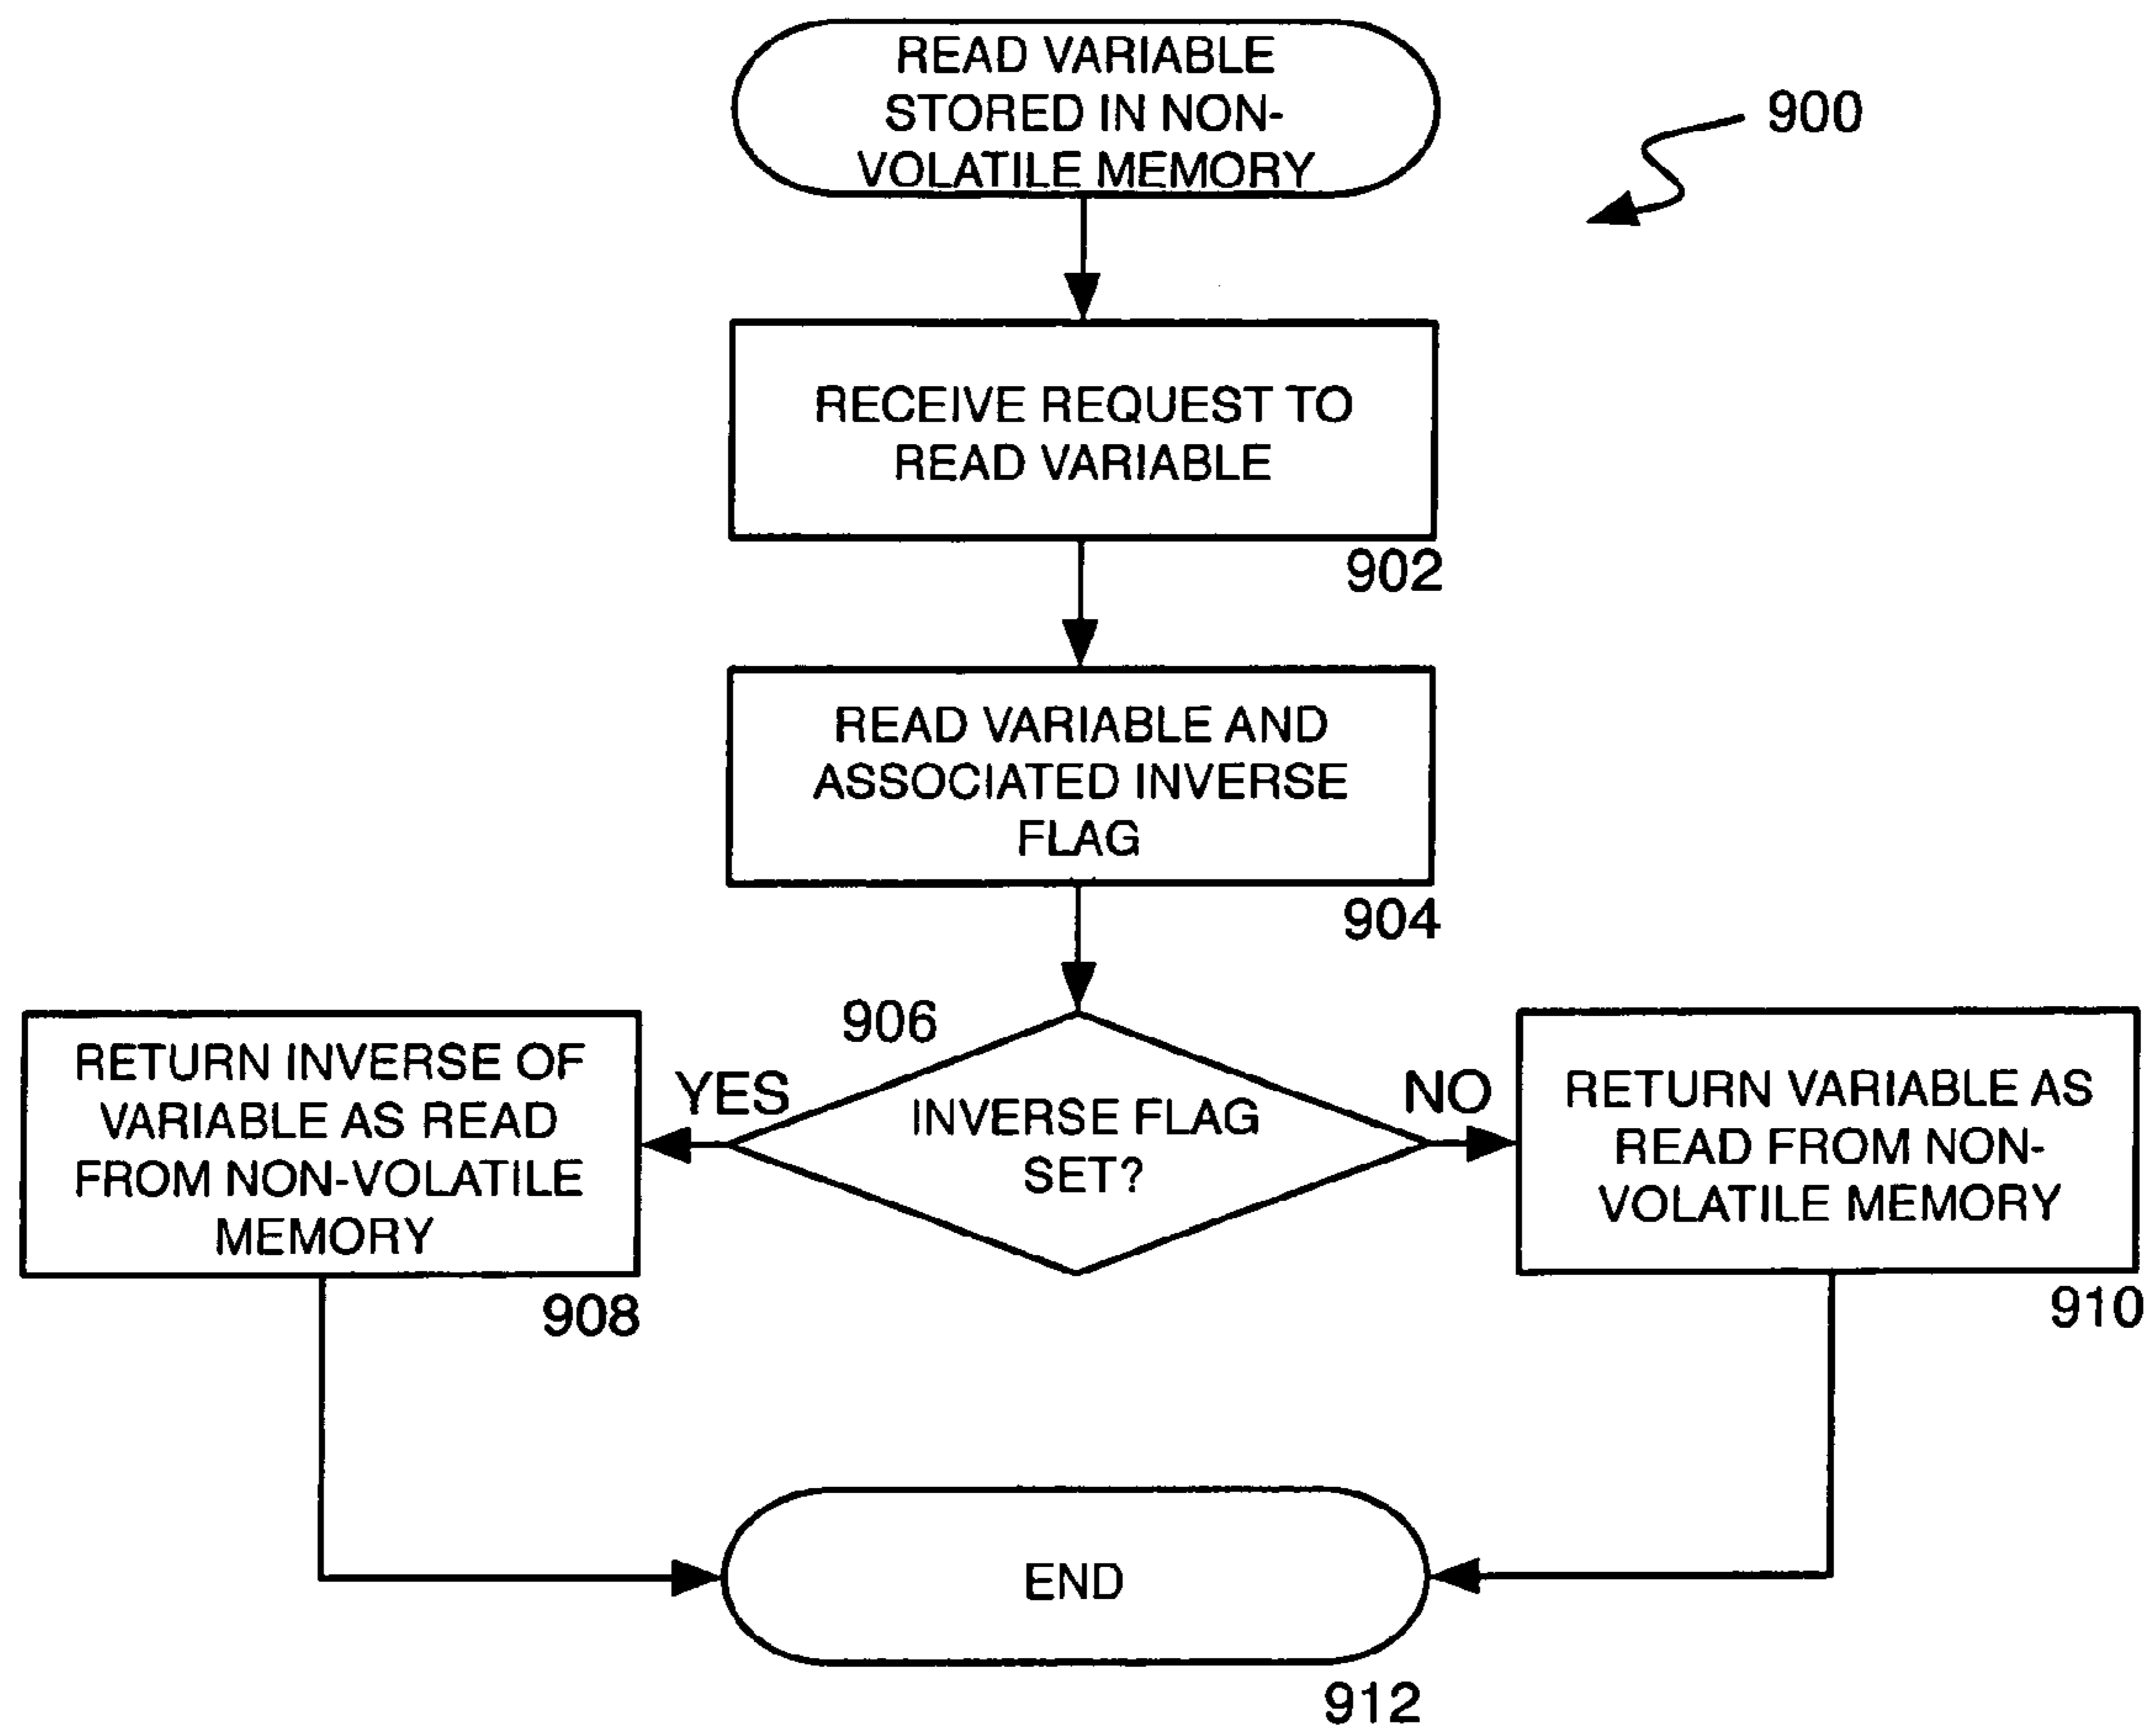 READ VARIABLE
STORED IN NON-
VOLATILE MEMORY
900
RECEIVE REQUEST TO
READ VARIABLE
902
READ VARIABLE AND
ASSOCIATED INVERSE
FLAG
904
906
RETURN INVERSE OF
VARIABLE AS READ
FROM NON-VOLATILE
MEMORY
908
YES
INVERSE FLAG
SET?
NO
RETURN VARIABLE AS
READ FROM NON-
VOLATILE MEMORY
910
END
912